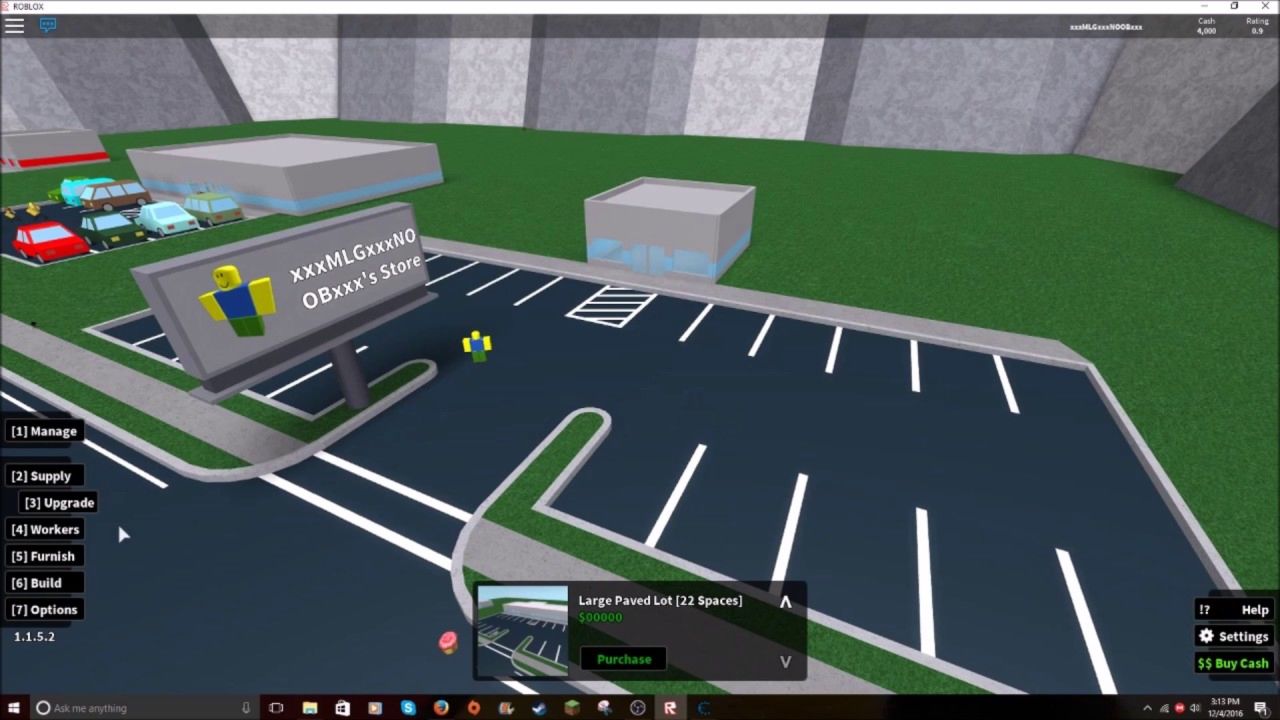 ROBLOX
xxxMLGxxxNOOBxxx
Cash
4,000
Rating
0.9
xxxMLGxxxNO
OBxxx's Store
[1] Manage
[2] Supply
[3] Upgrade
[4] Workers
[5] Furnish
[6] Build
[7] Options
1.1.5.2
Large Paved Lot [22 Spaces]
$00000
Purchase
!? Help
Settings
$$ Buy Cash
Ask me anything
3:13 PM
12/4/2016